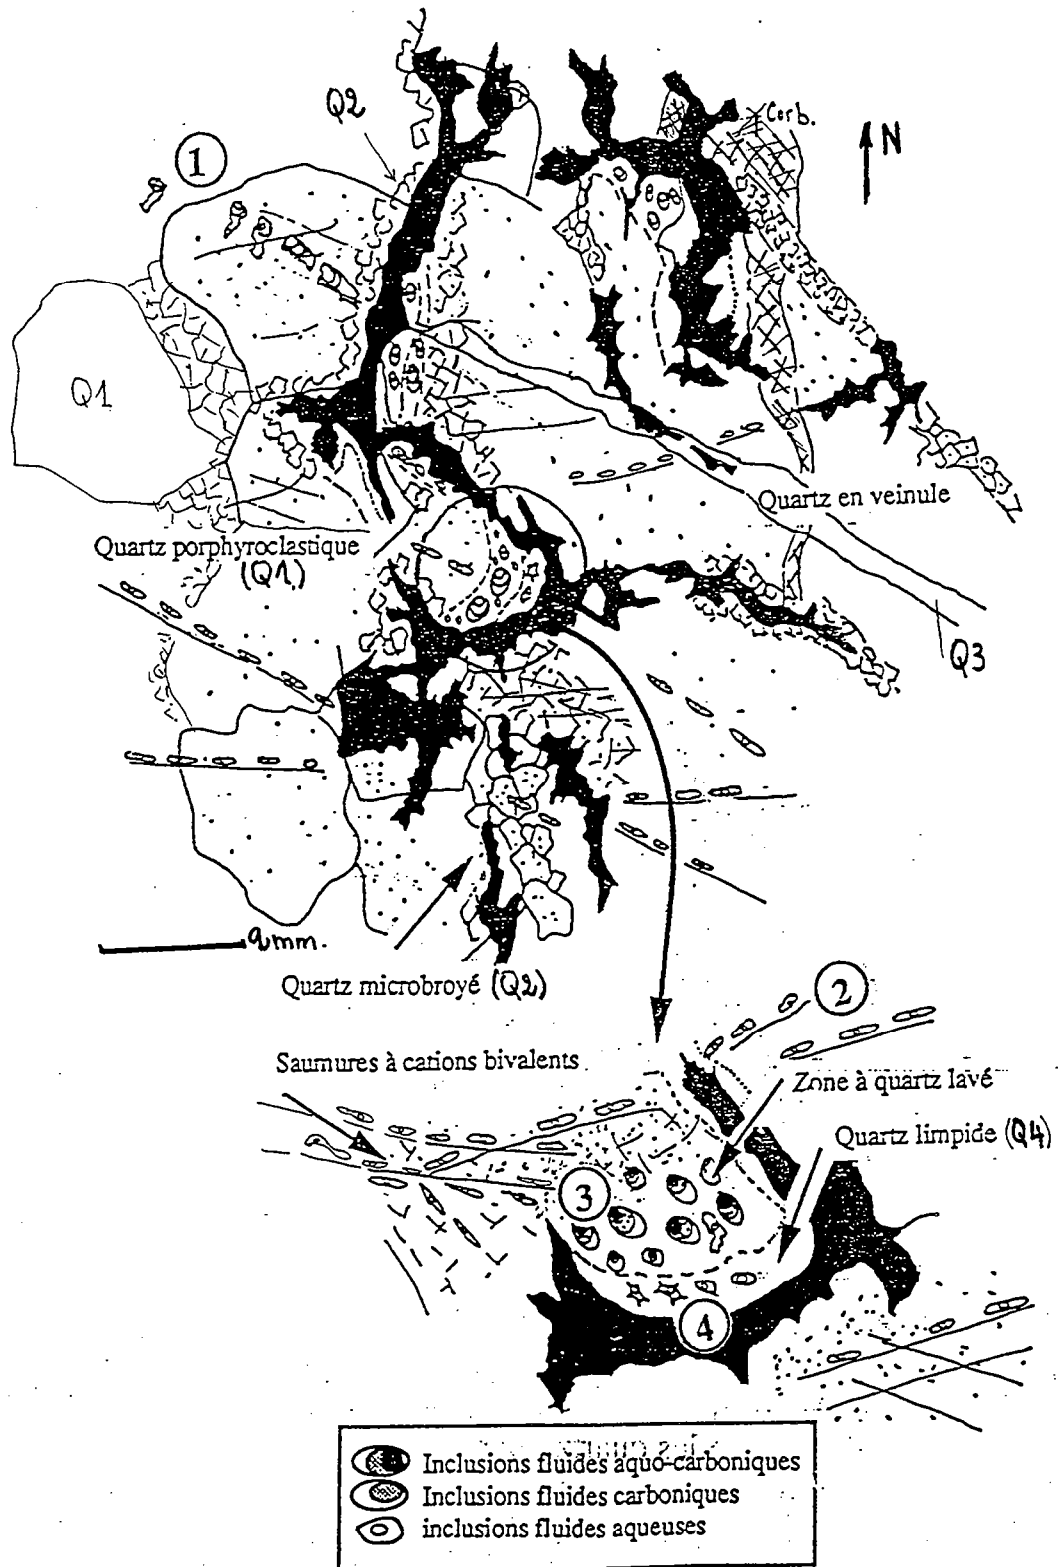 Q2
Carb.
N
1
Q1
Quartz en veinule
Quartz porphyroclastique
(Q1)
Q3
2mm.
Quartz microbroyé (Q2)
2
Saumures à cations bivalents
Zone à quartz lavé
Quartz limpide (Q4)
3
4
Inclusions fluides aquo-carboniques
Inclusions fluides carboniques
inclusions fluides aqueuses